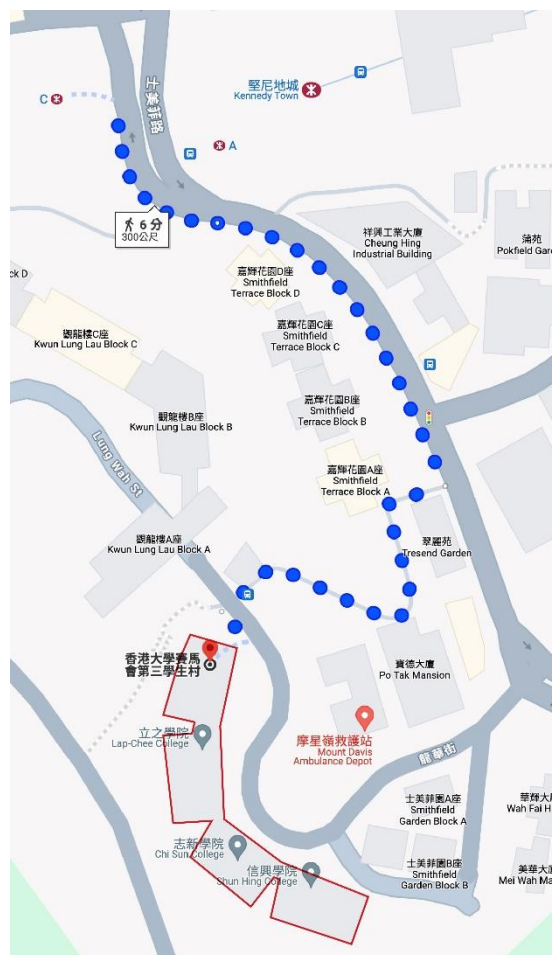 士美菲路
堅尼地城
Kennedy Town
C
A
6 分
300公尺
祥興工業大廈
Cheung Hing
Industrial Building
蒲苑
Pokfield Gar
嘉輝花園D座
Smithfield
Terrace Block D
ck D
觀龍樓C座
Kwun Lung Lau Block C
嘉輝花園C座
Smithfield
Terrace Block C
觀龍樓B座
Kwun Lung Lau Block B
嘉輝花園B座
Smithfield
Terrace Block B
Lung Wah St
嘉輝花園A座
Smithfield
Terrace Block A
觀龍樓A座
Kwun Lung Lau Block A
翠麗苑
Tresend Garden
香港大學賽馬
會第三學生村
寶德大廈
Po Tak Mansion
立之學院
Lap-Chee College
摩星嶺救護站
Mount Davis
Ambulance Depot
龍華街
士美菲園A座
Smithfield
Garden Block A
華輝大
Wah Fai H
志新學院
Chi Sun College
信興學院
Shun Hing College
士美菲園B座
Smithfield
Garden Block B
美華大
Mei Wah Ma